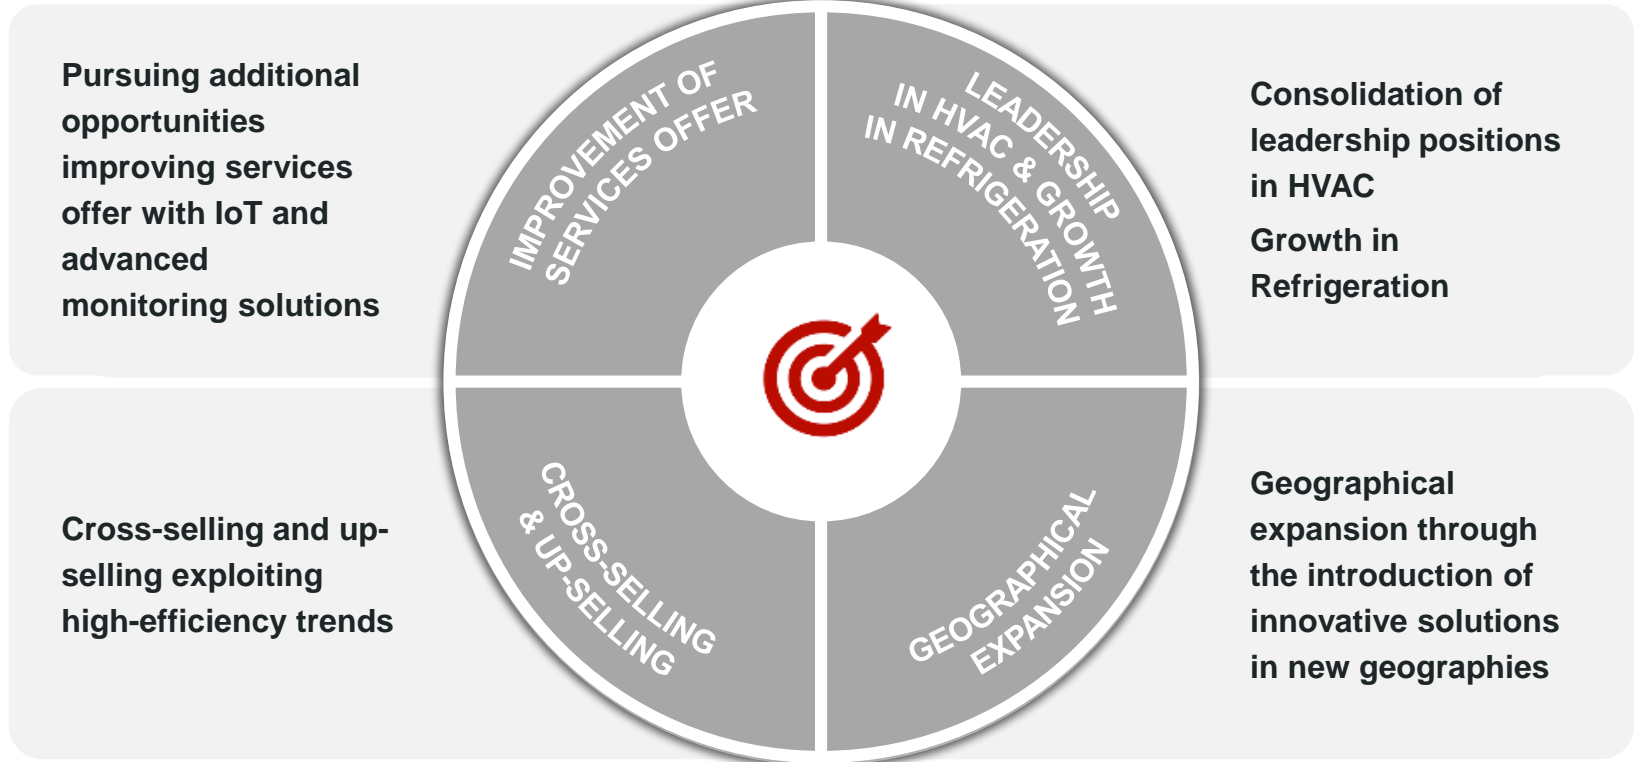 Pursuing additional
opportunities
improving services
offer with IoT and
advanced
monitoring solutions
IMPROVEMENT OF
SERVICES OFFER
LEADERSHIP
IN HVAC & GROWTH
IN REFRIGERATION
Consolidation of
leadership positions
in HVAC
Growth in
Refrigeration
Cross-selling and up-
selling exploiting
high-efficiency trends
CROSS-SELLING
& UP-SELLING
GEOGRAPHICAL
EXPANSION
Geographical
expansion through
the introduction of
innovative solutions
in new geographies